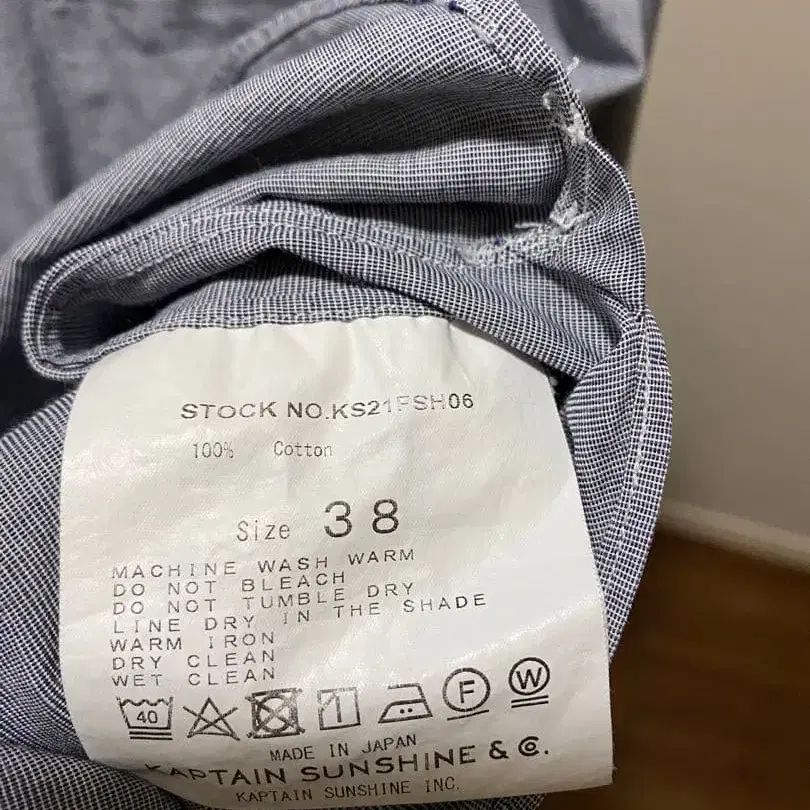 STOCK NO.KS21FSH06
100% Cotton
Size 38
MACHINE WASH WARM
DO NOT BLEACH
DO NOT TUMBLE DRY
LINE DRY IN THE SHADE
WARM IRON
DRY CLEAN
WET CLEAN
40 F W
MADE IN JAPAN
KAPTAIN SUNSHINE & Co.
KAPTAIN SUNSHINE INC.